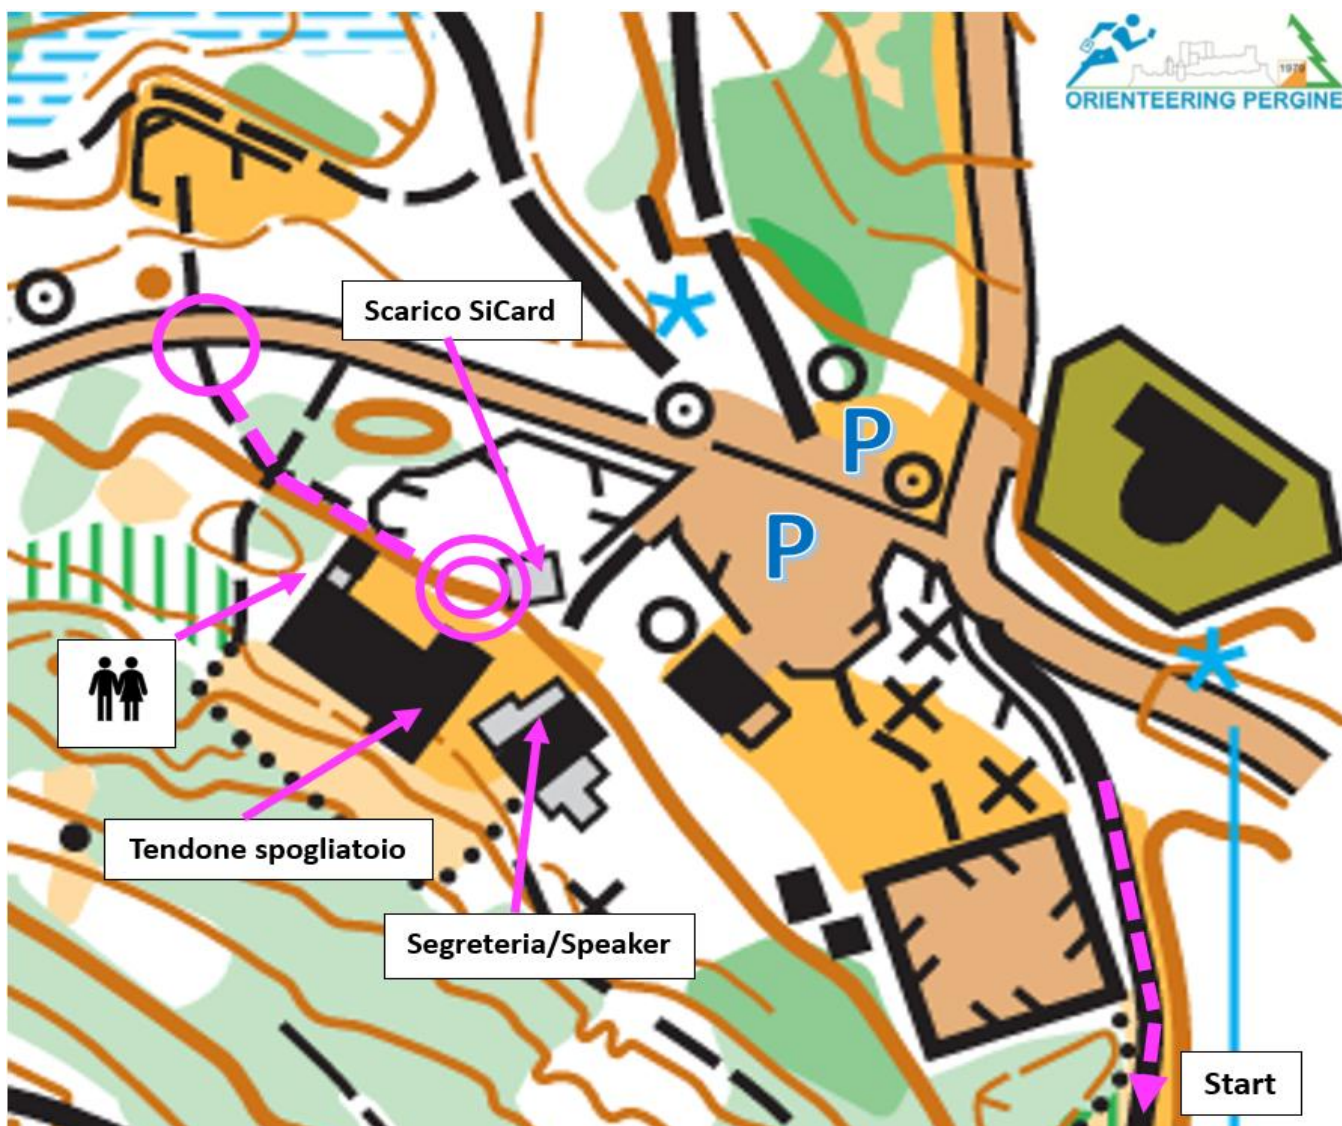 1978
ORIENTEERING PERGINE
Scarico SiCard
P
P
Tendone spogliatoio
Segreteria/Speaker
Start